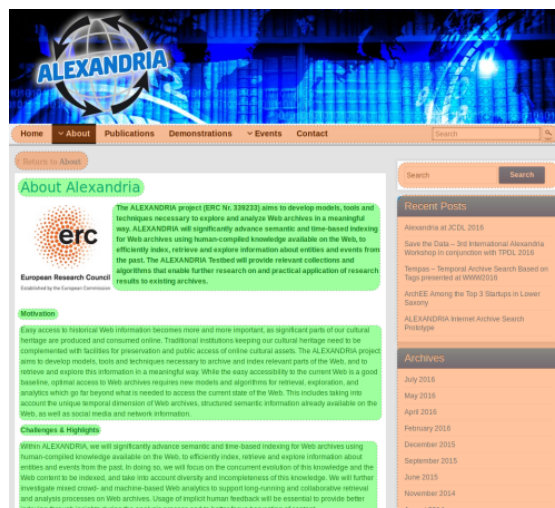 ALEXANDRIA
Home About Publications Demonstrations Events Contact Search
Return to About
Search Search
About Alexandria
The ALEXANDRIA project [ERC Nr. 339233] aims to develop models, tools and
techniques necessary to explore and analyze Web archives in a meaningful
way. ALEXANDRIA will significantly advance semantic and time-based indexing
for Web archives using human-compiled knowledge available on the Web, to
efficiently index, retrieve and explore information about entities and events from
the past. The ALEXANDRIA Testbed will provide relevant collections and
algorithms that enable further research on and practical application of research
results to existing archives.
erc
European Research Council
Established by the European Commission
Motivation
Easy access to historical Web information becomes more and more important, as significant parts of our cultural
heritage are produced and consumed online. Traditional institutions keeping our cultural heritage need to be
complemented with facilities for preservation and public access of online cultural assets. The ALEXANDRIA project
aims to develop models, tools and techniques necessary to archive and index relevant parts of the Web, and to
retrieve and explore this information in a meaningful way. While the easy accessibility to the current Web is a good
baseline, optimal access to Web archives requires new models and algorithms for retrieval, exploration, and
analytics which go far beyond what is needed to access the current state of the Web. This includes taking into
account the unique temporal dimension of Web archives, structured semantic information already available on the
Web, as well as social media and network information.
Challenges & Highlights
Within ALEXANDRIA, we will significantly advance semantic and time-based indexing for Web archives using
human-compiled knowledge available on the Web, to efficiently index, retrieve and explore information about
entities and events from the past. In doing so, we will focus on the concurrent evolution of this knowledge and the
Web content to be indexed, and take into account diversity and incompleteness of this knowledge. We will further
investigate mixed crowd- and machine-based Web analytics to support long-running and collaborative retrieval
and analysis processes on Web archives. Usage of implicit human feedback will be essential to provide better
Recent Posts
Alexandria at JCDL 2016
Save the Data – 3rd International Alexandria
Workshop in conjunction with TPDL 2016
Tempas – Temporal Archive Search Based on
Tags presented at WWW2016
ArchEE Among the Top 3 Startups in Lower
Saxony
ALEXANDRIA Internet Archive Search
Prototype
Archives
July 2016
May 2016
April 2016
February 2016
December 2015
September 2015
June 2015
November 2014